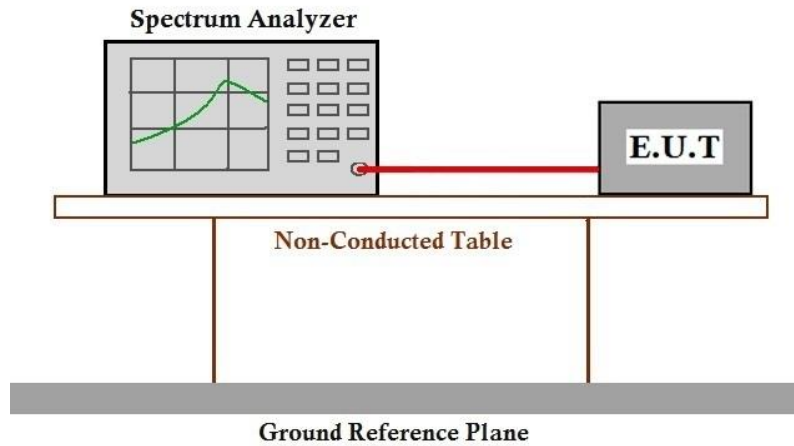 Spectrum Analyzer
E.U.T
Non-Conducted Table
Ground Reference Plane